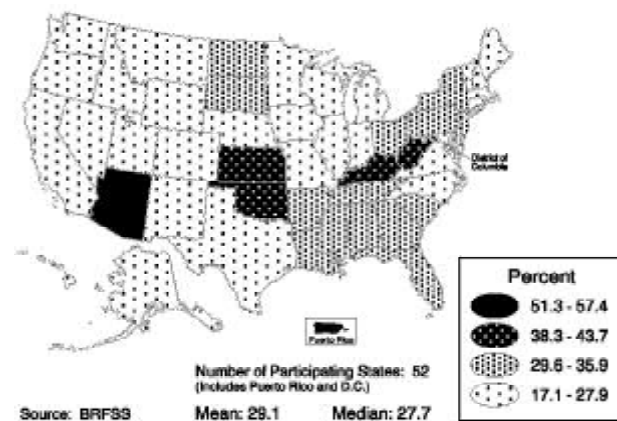 District of
Columbia
Percent
51.3 - 57.4
38.3 - 43.7
29.6 - 35.9
17.1 - 27.9
Puerto Rico
Number of Participating States: 52
(Includes Puerto Rico and D.C.)
Source: BRFSS
Mean: 29.1
Median: 27.7